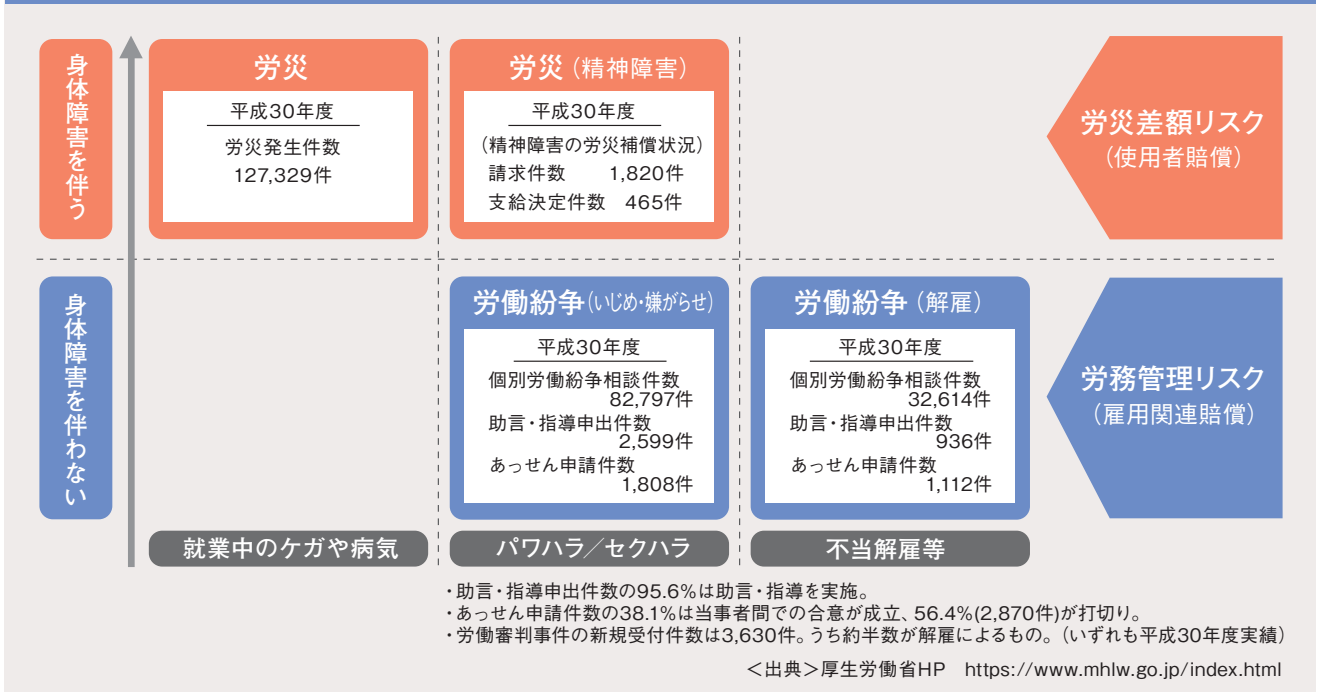 身体障害を伴う
労災
平成30年度
労災発生件数
127,329件
労災（精神障害）
平成30年度
(精神障害の労災補償状況)
請求件数　1,820件
支給決定件数　465件
労災差額リスク
（使用者賠償）
身体障害を伴わない
労働紛争(いじめ・嫌がらせ)
平成30年度
個別労働紛争相談件数
82,797件
助言・指導申出件数
2,599件
あっせん申請件数
1,808件
労働紛争（解雇）
平成30年度
個別労働紛争相談件数
32,614件
助言・指導申出件数
936件
あっせん申請件数
1,112件
労務管理リスク
（雇用関連賠償）
就業中のケガや病気
パワハラ／セクハラ
不当解雇等
・助言・指導申出件数の95.6%は助言・指導を実施。
・あっせん申請件数の38.1%は当事者間での合意が成立、56.4%(2,870件)が打切り。
・労働審判事件の新規受付件数は3,630件。うち約半数が解雇によるもの。（いずれも平成30年度実績）
＜出典＞厚生労働省HP　https://www.mhlw.go.jp/index.html